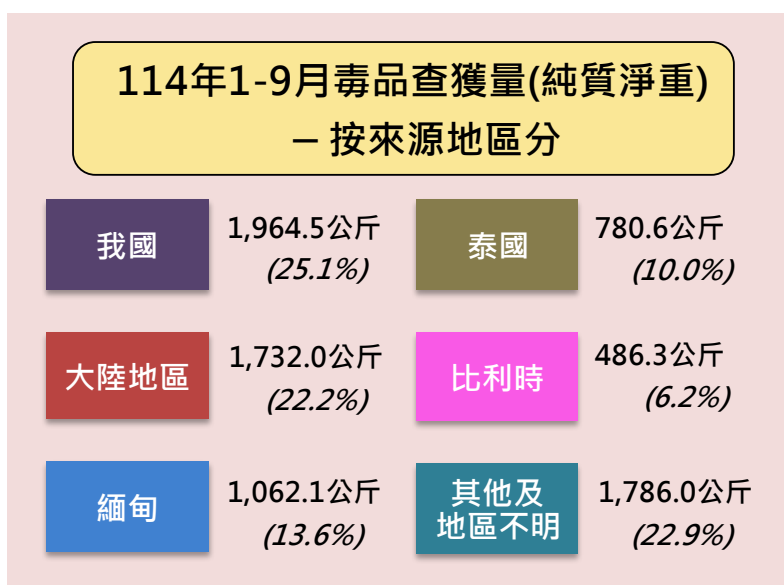 114年1-9月毒品查獲量(純質淨重)
– 按來源地區分
我國
1,964.5公斤
(25.1%)
泰國
780.6公斤
(10.0%)
大陸地區
1,732.0公斤
(22.2%)
比利時
486.3公斤
(6.2%)
緬甸
1,062.1公斤
(13.6%)
其他及
地區不明
1,786.0公斤
(22.9%)